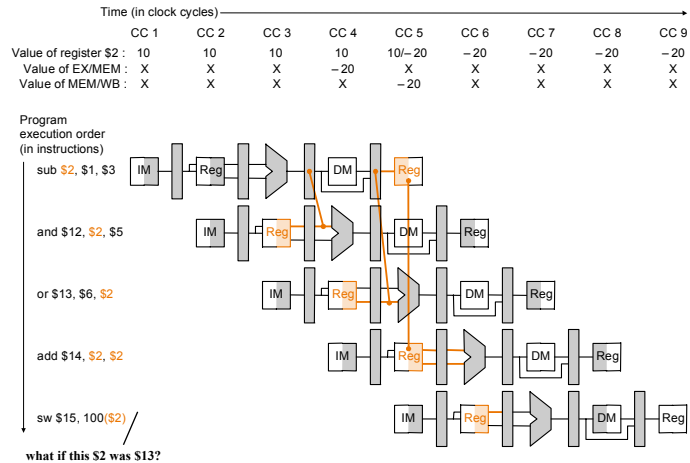 Time (in clock cycles)
CC 1 CC 2 CC 3 CC 4 CC 5 CC 6 CC 7 CC 8 CC 9
Value of register $2 : 10 10 10 10 10/– 20 – 20 – 20 – 20 – 20
Value of EX/MEM : X X X – 20 X X X X X
Value of MEM/WB : X X X X – 20 X X X X
Program
execution order
(in instructions)
sub $2, $1, $3 IM Reg DM Reg
and $12, $2, $5 IM Reg DM Reg
or $13, $6, $2 IM Reg DM Reg
add $14, $2, $2 IM Reg DM Reg
sw $15, 100($2) IM Reg DM Reg
what if this $2 was $13?